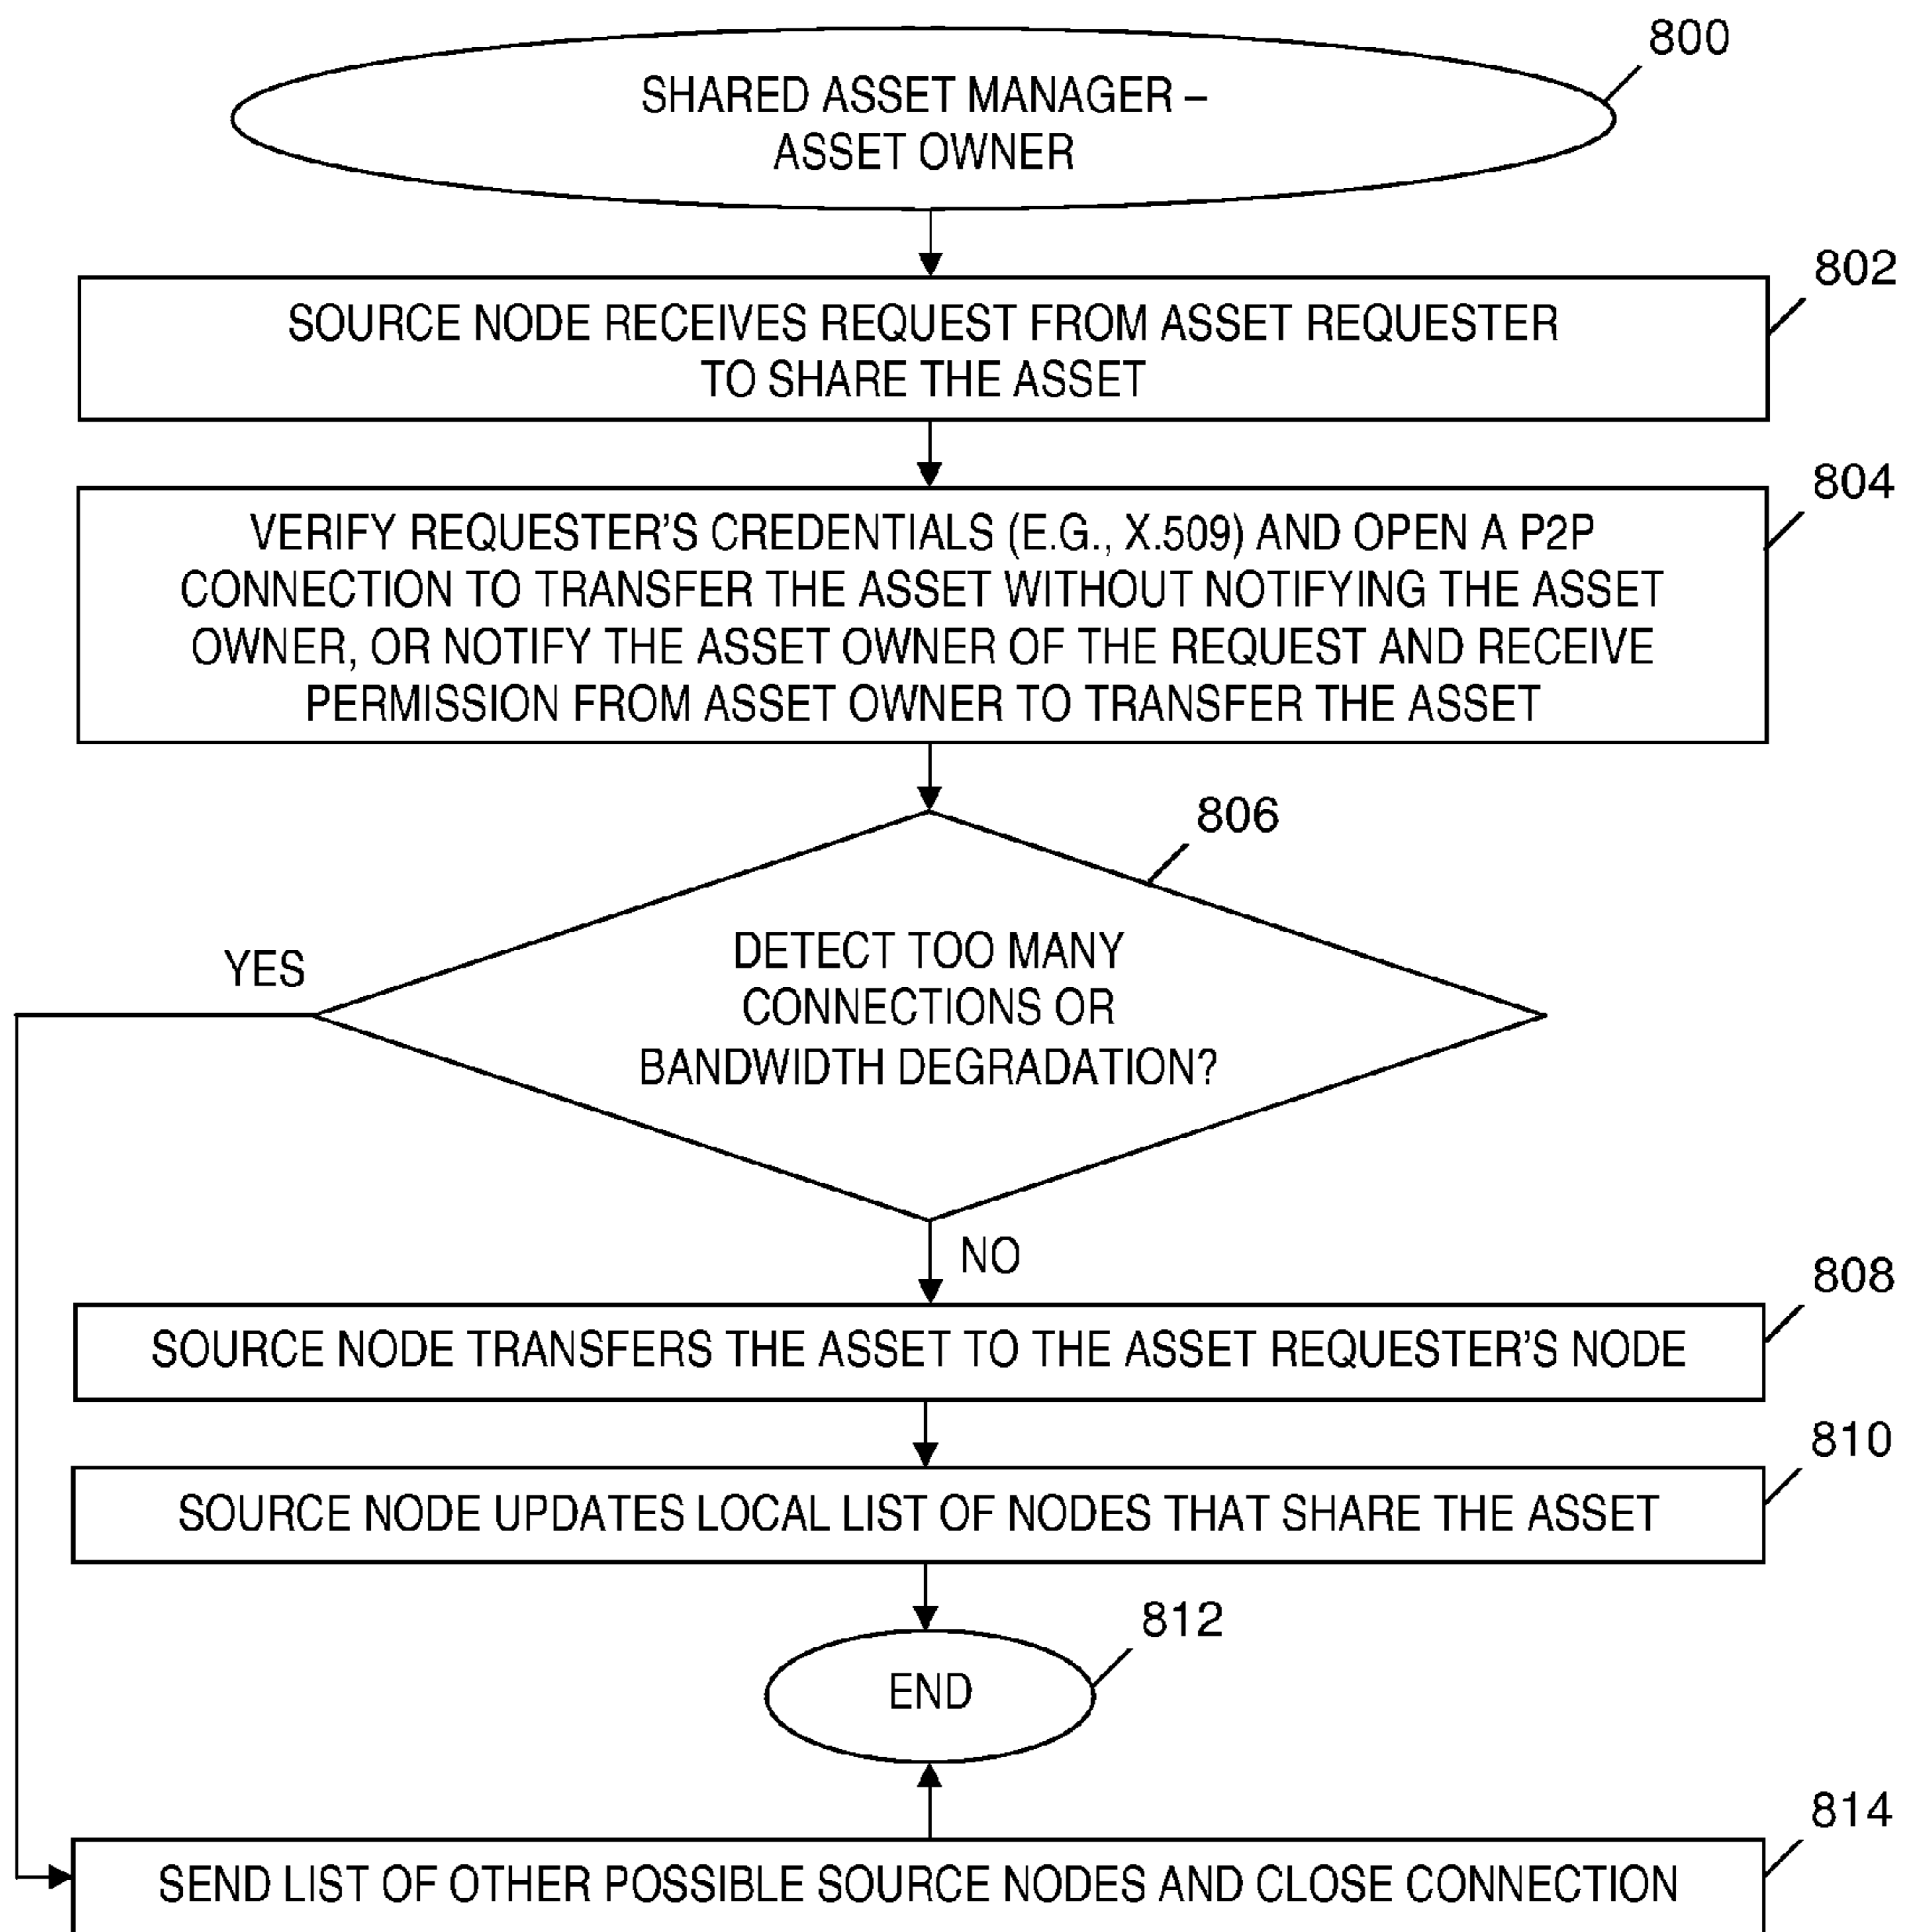 800
SHARED ASSET MANAGER –
ASSET OWNER
802
SOURCE NODE RECEIVES REQUEST FROM ASSET REQUESTER
TO SHARE THE ASSET
804
VERIFY REQUESTER'S CREDENTIALS (E.G., X.509) AND OPEN A P2P
CONNECTION TO TRANSFER THE ASSET WITHOUT NOTIFYING THE ASSET
OWNER, OR NOTIFY THE ASSET OWNER OF THE REQUEST AND RECEIVE
PERMISSION FROM ASSET OWNER TO TRANSFER THE ASSET
806
YES
DETECT TOO MANY
CONNECTIONS OR
BANDWIDTH DEGRADATION?
NO
808
SOURCE NODE TRANSFERS THE ASSET TO THE ASSET REQUESTER'S NODE
810
SOURCE NODE UPDATES LOCAL LIST OF NODES THAT SHARE THE ASSET
812
END
814
SEND LIST OF OTHER POSSIBLE SOURCE NODES AND CLOSE CONNECTION